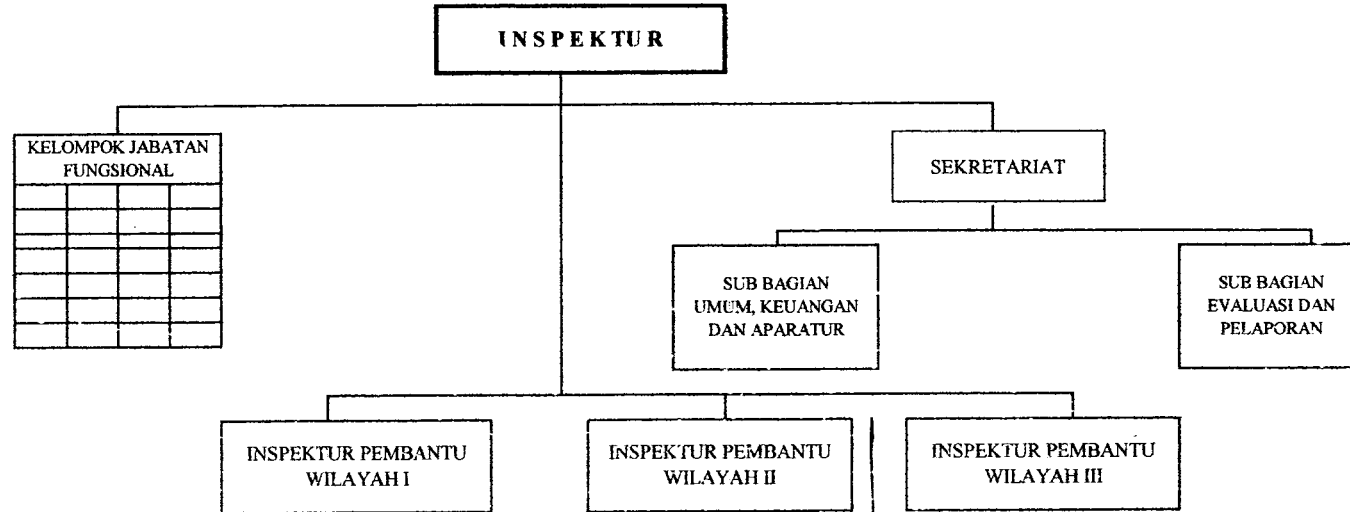 INSPEKTUR
KELOMPOK JABATAN
FUNGSIONAL
SEKRETARIAT
SUB BAGIAN
UMUM, KEUANGAN
DAN APARATUR
SUB BAGIAN
EVALUASI DAN
PELAPORAN
INSPEKTUR PEMBANTU
WILAYAH I
INSPEKTUR PEMBANTU
WILAYAH II
INSPEKTUR PEMBANTU
WILAYAH III